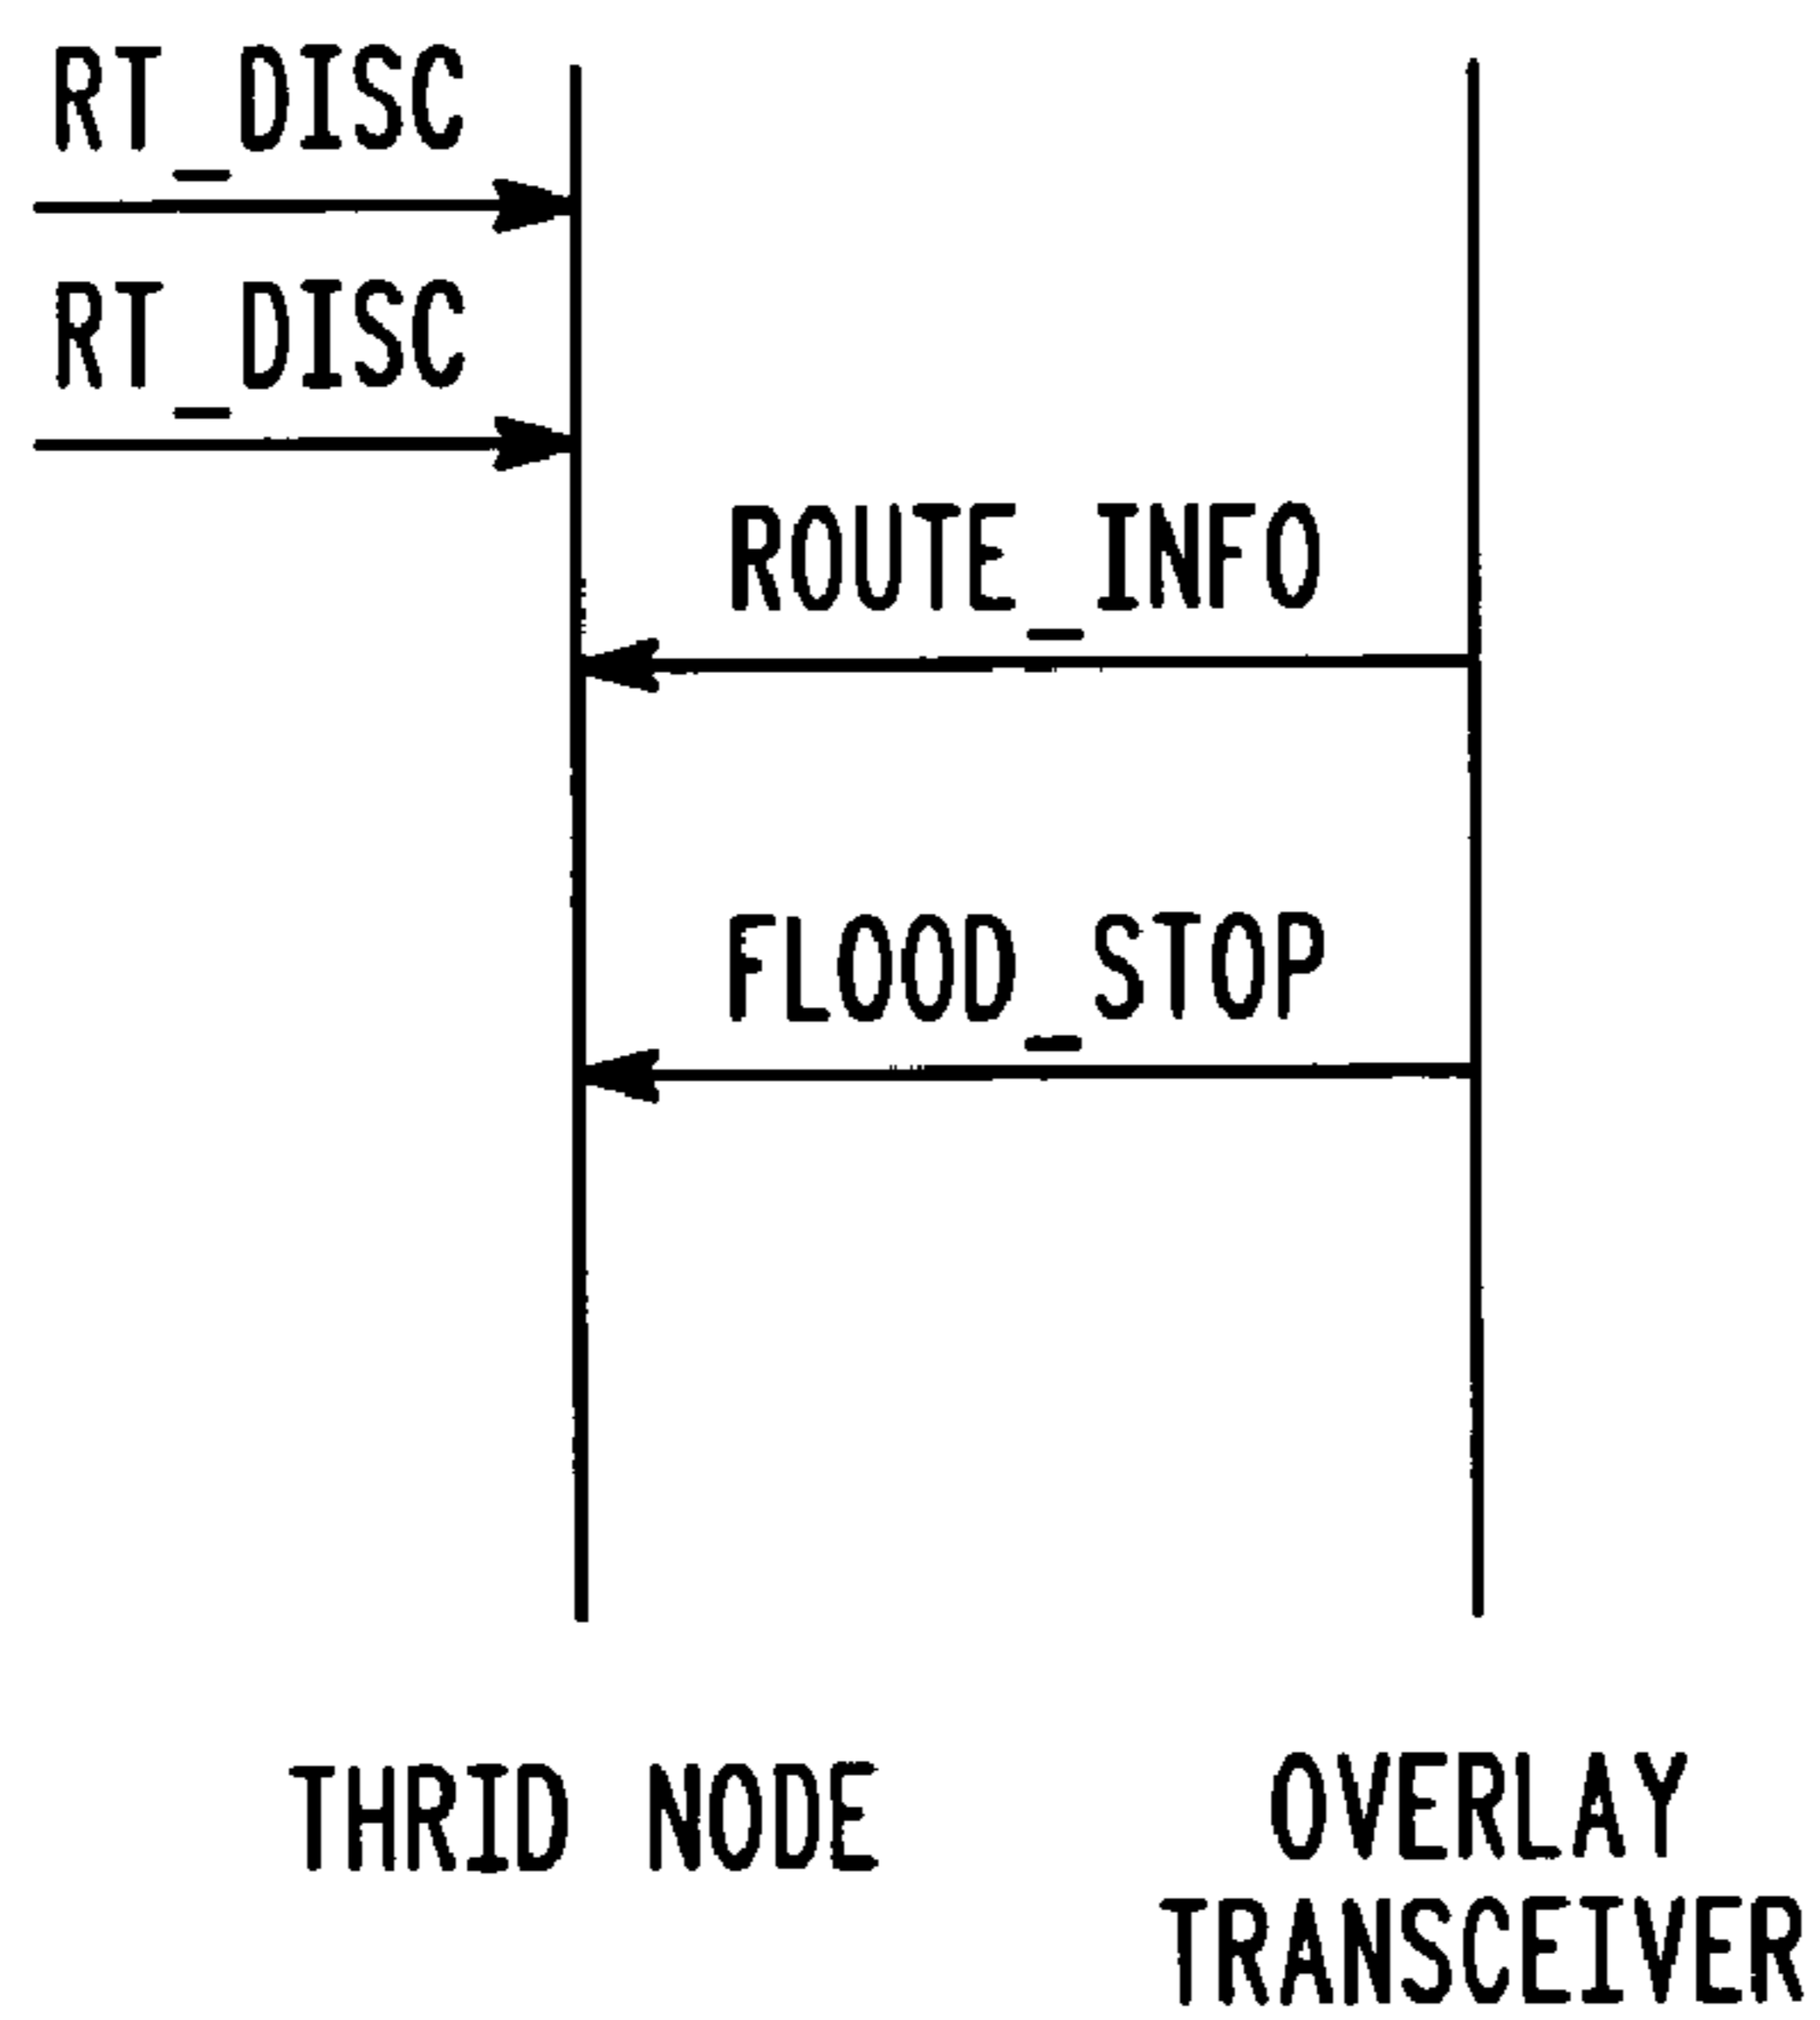 RT_DISC
RT_DISC
ROUTE_INFO
FLOOD_STOP
THRID NODE
OVERLAY
TRANSCEIVER